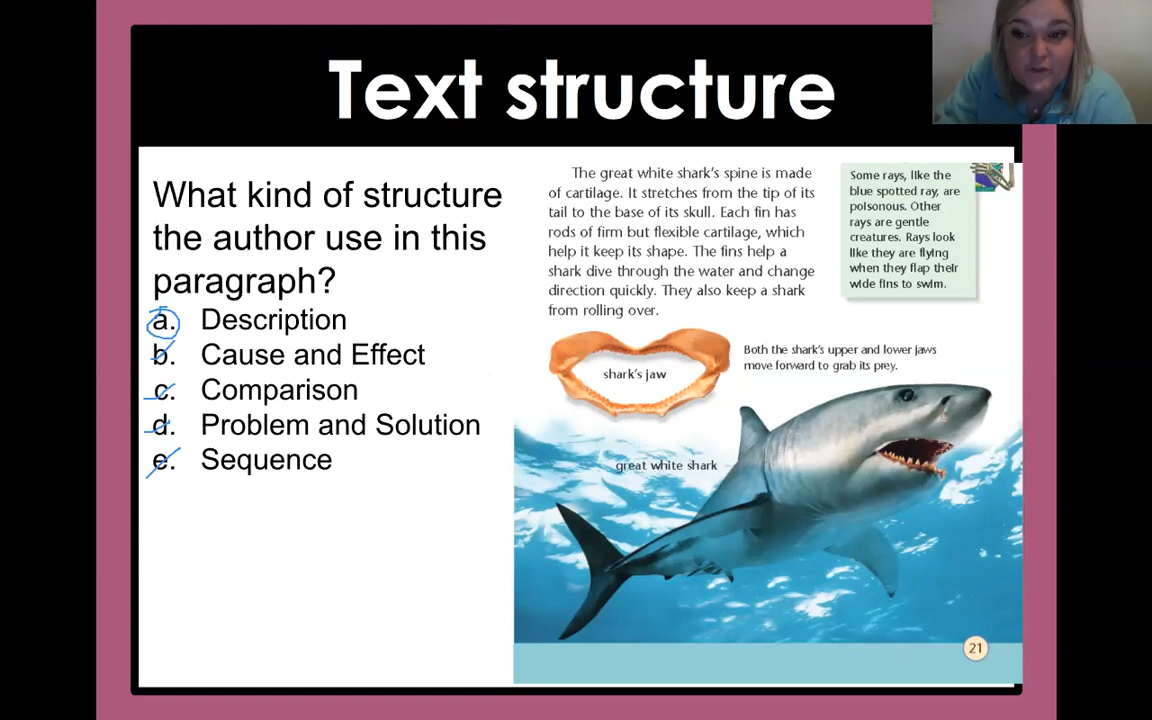 Text structure
What kind of structure
the author use in this
paragraph?
a. Description
b. Cause and Effect
c. Comparison
d. Problem and Solution
e. Sequence
The great white shark's spine is made
of cartilage. It stretches from the tip of its
tail to the base of its skull. Each fin has
rods of firm but flexible cartilage, which
help it keep its shape. The fins help a
shark dive through the water and change
direction quickly. They also keep a shark
from rolling over.
Some rays, like the
blue spotted ray, are
poisonous. Other
rays are gentle
creatures. Rays look
like they are flying
when they flap their
wide fins to swim.
shark's jaw
Both the shark's upper and lower jaws
move forward to grab its prey.
great white shark
21